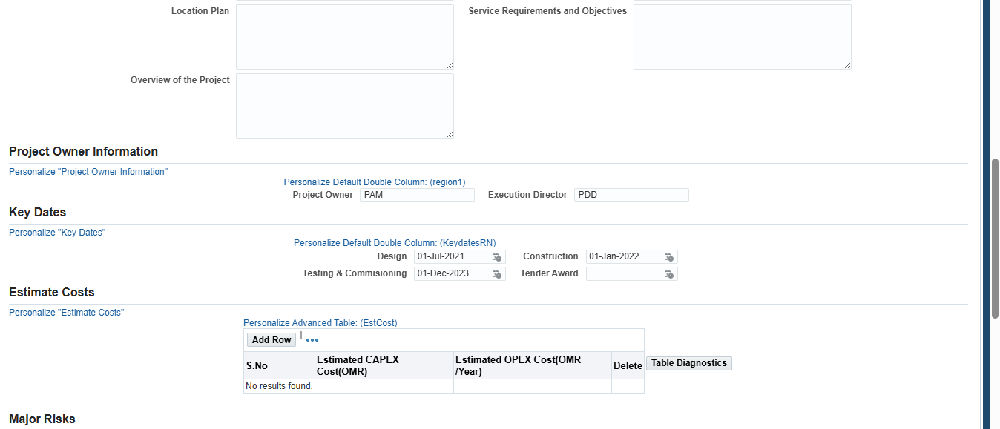 Location Plan
Service Requirements and Objectives
Overview of the Project
Project Owner Information
Personalize "Project Owner Information"
Personalize Default Double Column: (region1)
Project Owner PAM Execution Director PDD
Key Dates
Personalize "Key Dates"
Personalize Default Double Column: (KeydatesRN)
Design 01-Jul-2021 Construction 01-Jan-2022
Testing & Commisioning 01-Dec-2023 Tender Award
Estimate Costs
Personalize "Estimate Costs"
Personalize Advanced Table: (EstCost)
Add Row
S.No
Estimated CAPEX
Cost(OMR)
Estimated OPEX Cost(OMR
/Year)
Delete
Table Diagnostics
No results found.
Major Risks